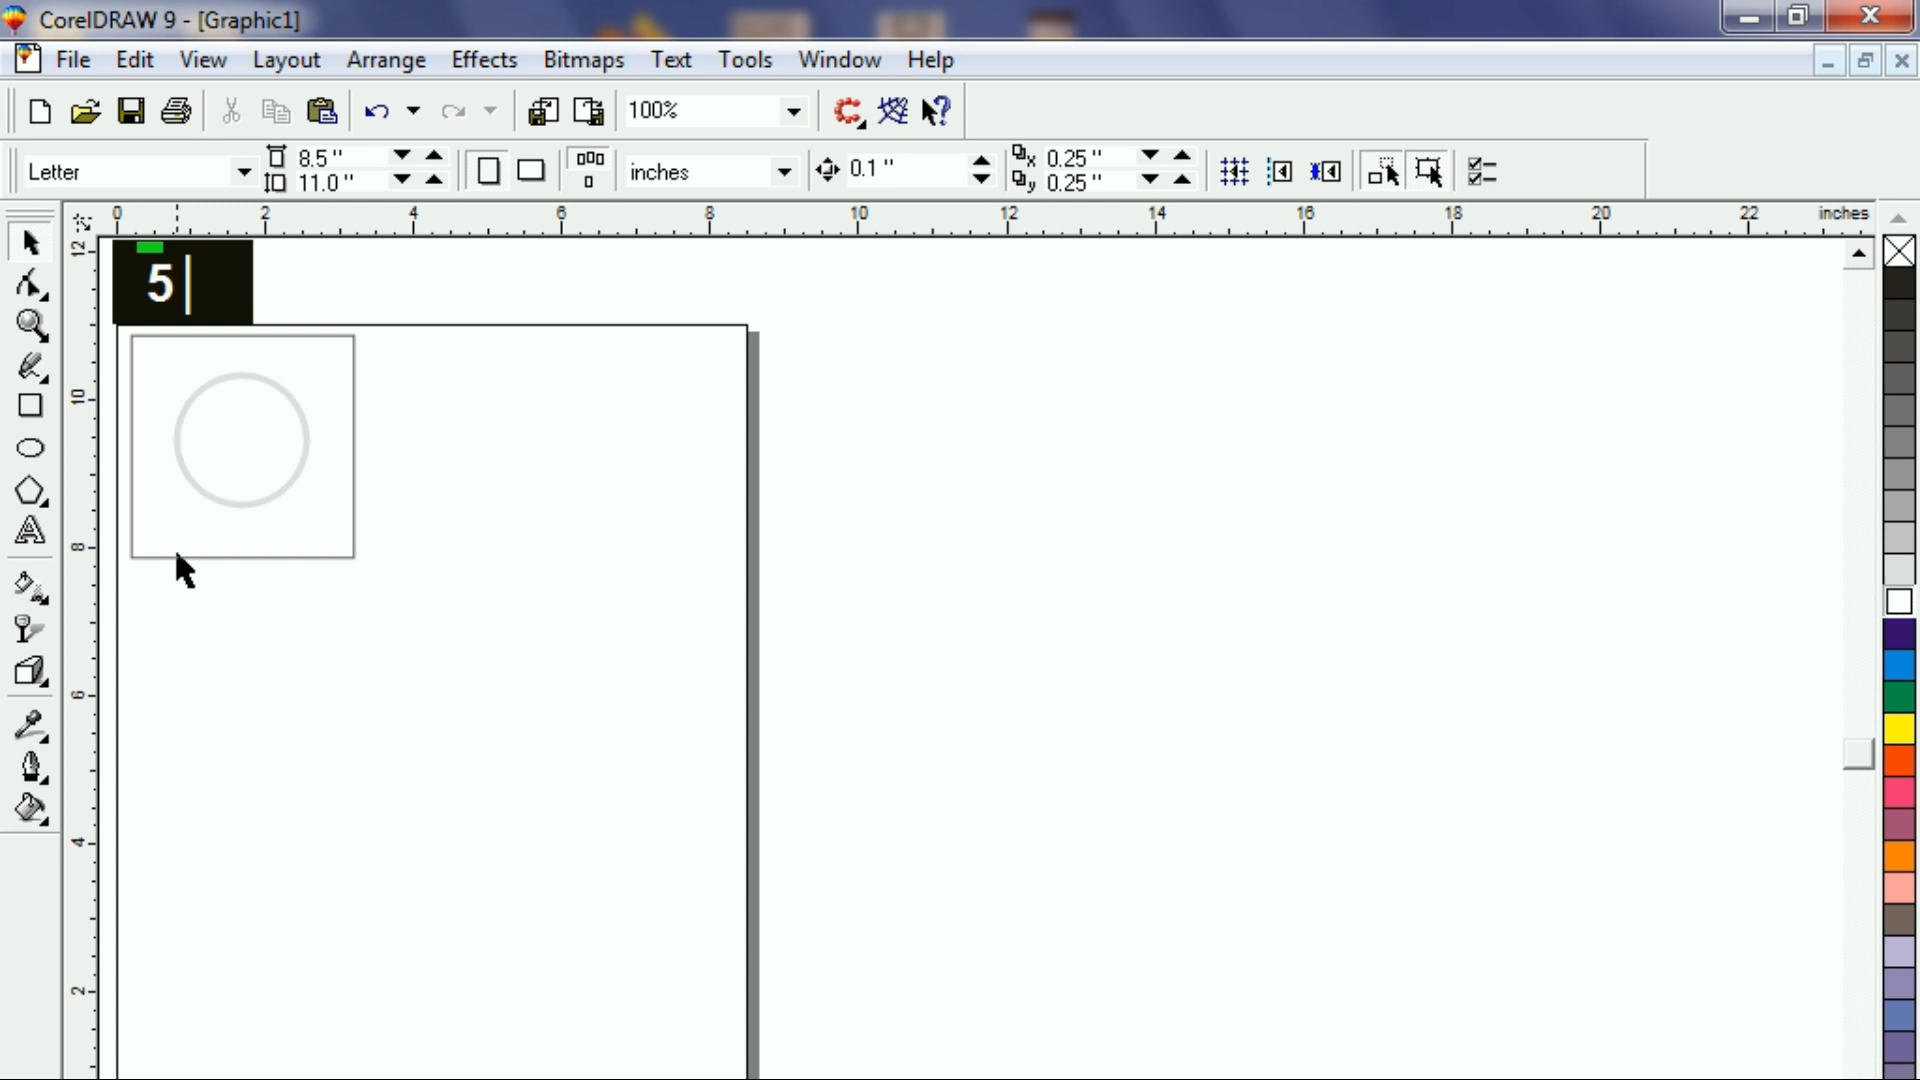 CorelDRAW 9 - [Graphic1]
File Edit View Layout Arrange Effects Bitmaps Text Tools Window Help
100%
Letter 8.5 " 11.0 " inches 0.1 " x 0.25 " y 0.25 "
0 2 4 6 8 10 12 14 16 18 20 22 inches
12
5
10
8
6
4
2